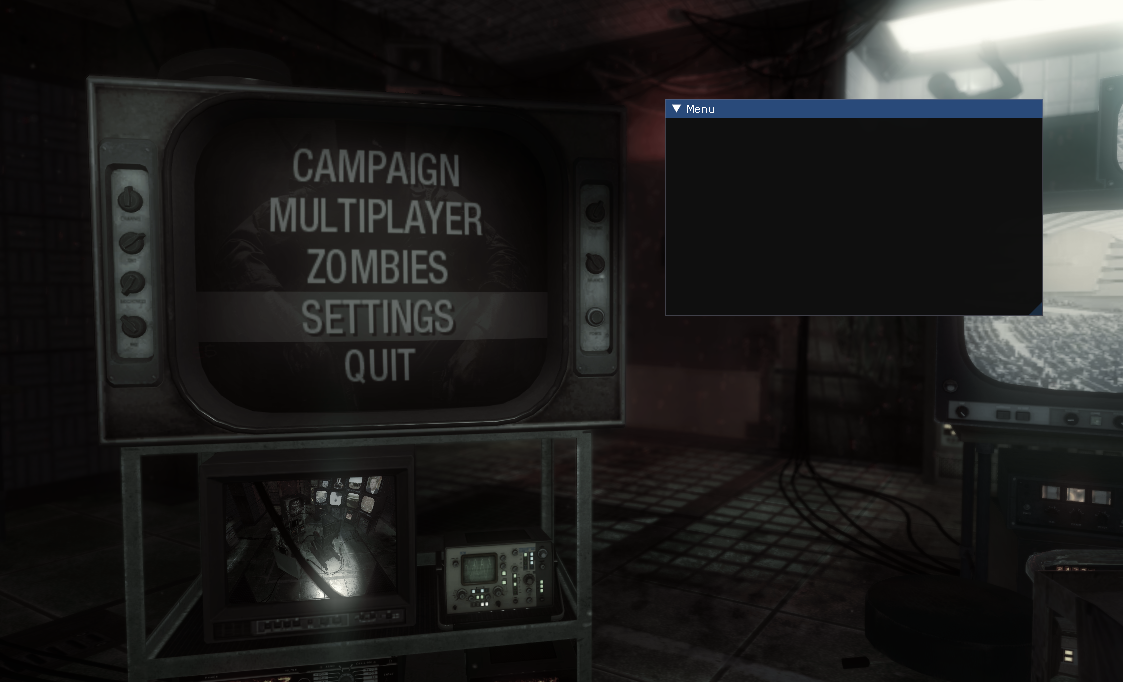 CAMPAIGN
MULTIPLAYER
ZOMBIES
SETTINGS
QUIT
Menu